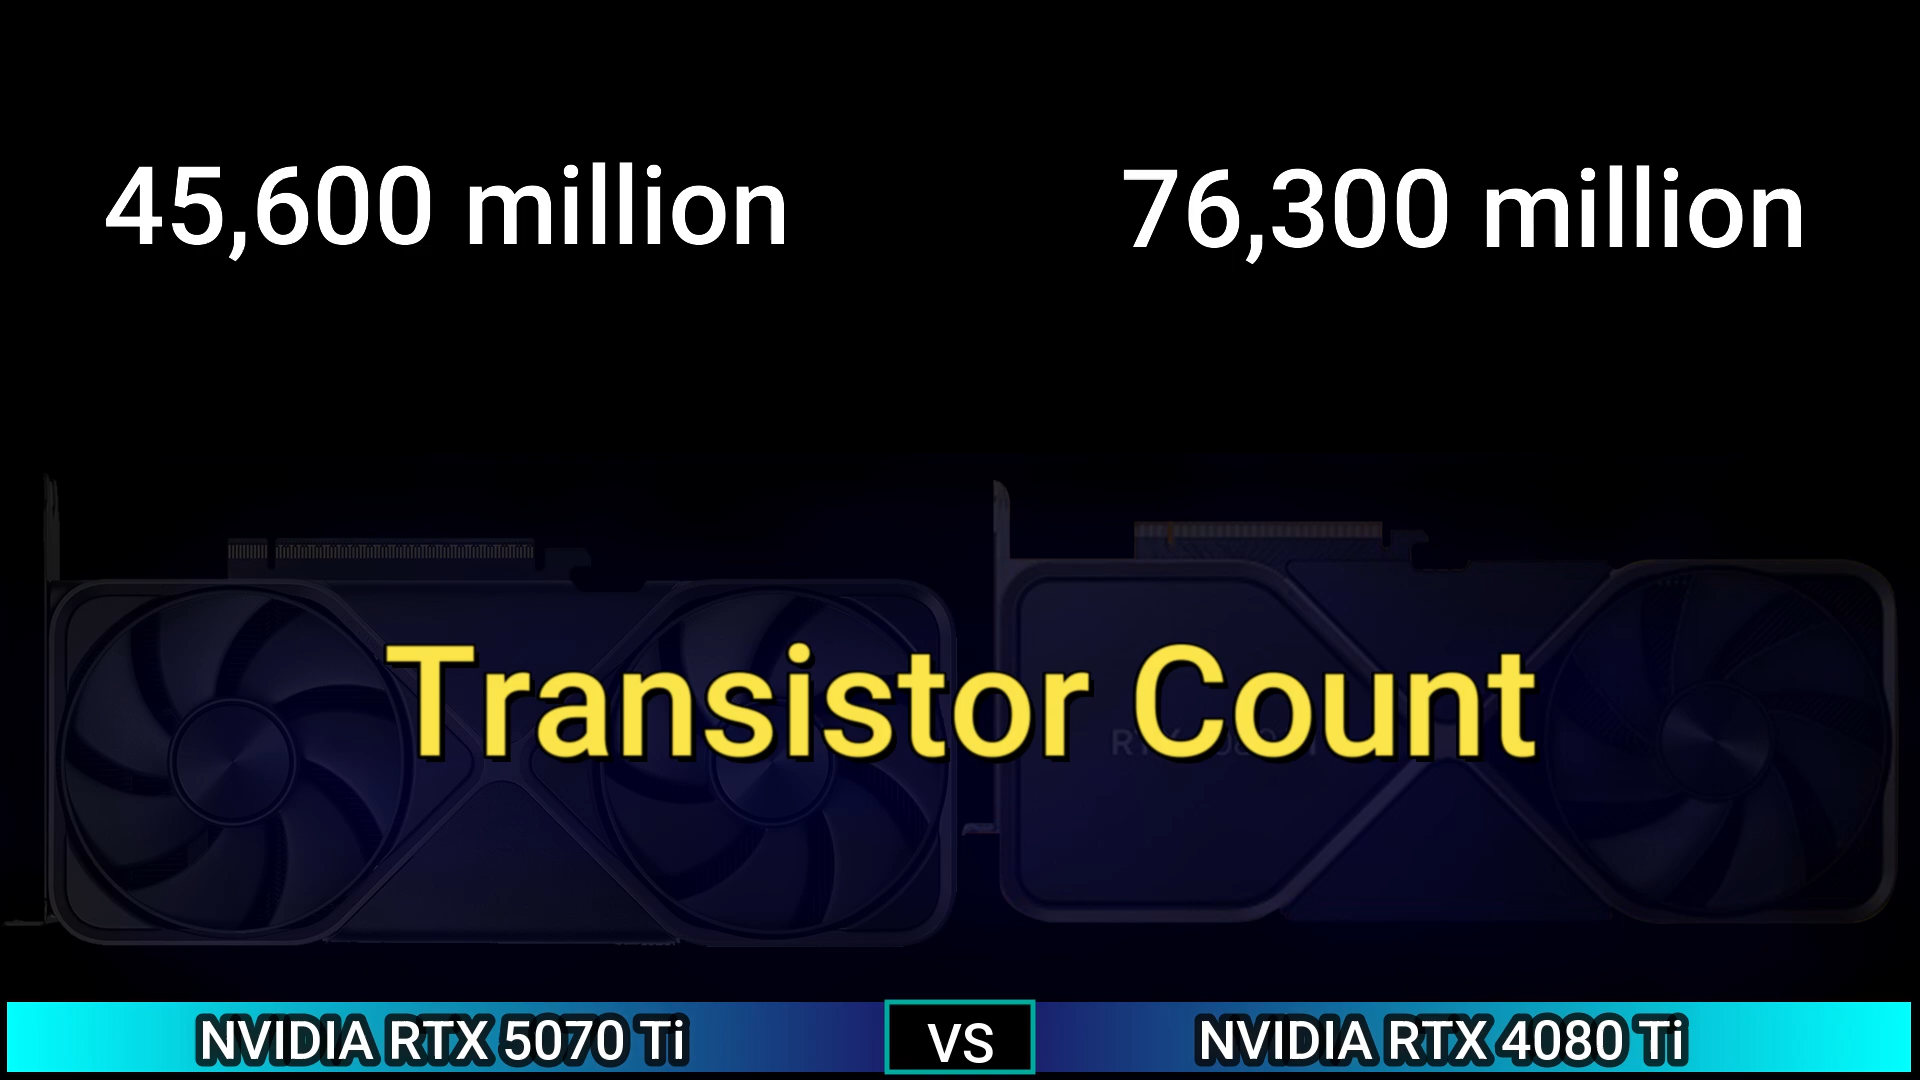 45,600 million
76,300 million
Transistor Count
NVIDIA RTX 5070 Ti
VS
NVIDIA RTX 4080 Ti